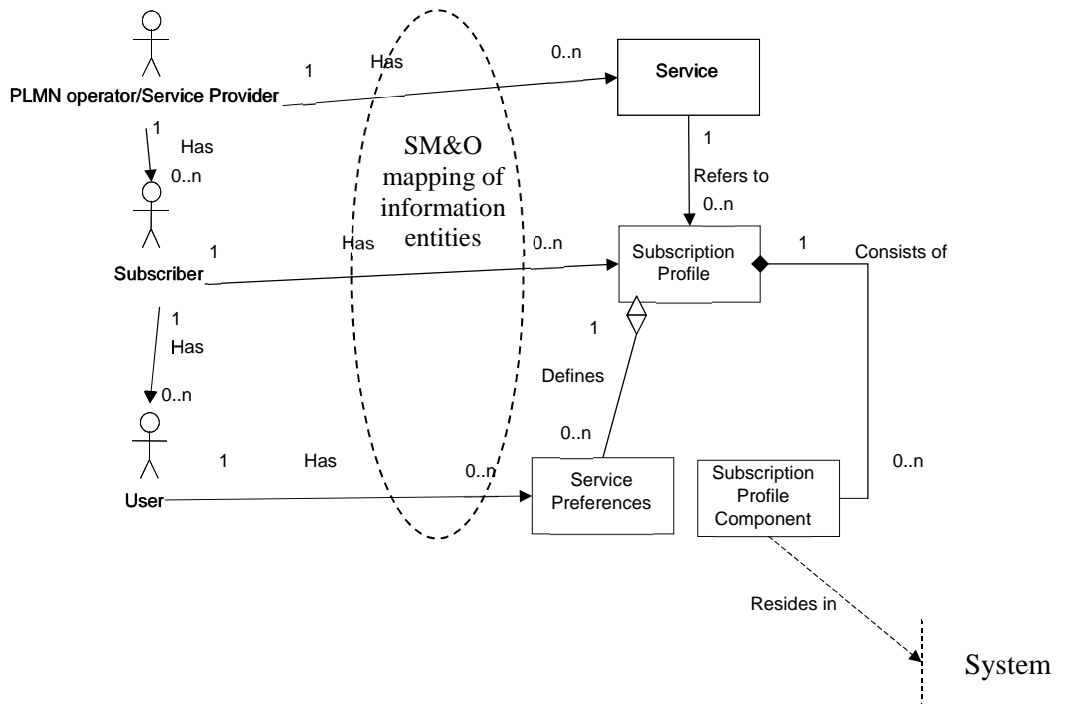 1
Has
0..n
Service
PLMN operator/Service Provider
1
Has
0..n
SM&O
mapping of
information
entities
1
Refers to
0..n
Subscriber
1
Has
0..n
Subscription
Profile
1
Consists of
1
Has
0..n
1
Defines
0..n
User
1
Has
0..n
Service
Preferences
Subscription
Profile
Component
0..n
Resides in
System